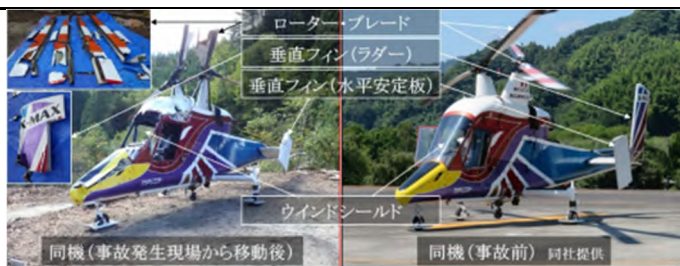 ローター・ブレード
垂直フィン(ラダー)
垂直フィン(水平安定板)
-MAX
ウインドシールド
同機(事故発生現場から移動後)
同機(事故前) 同社提供